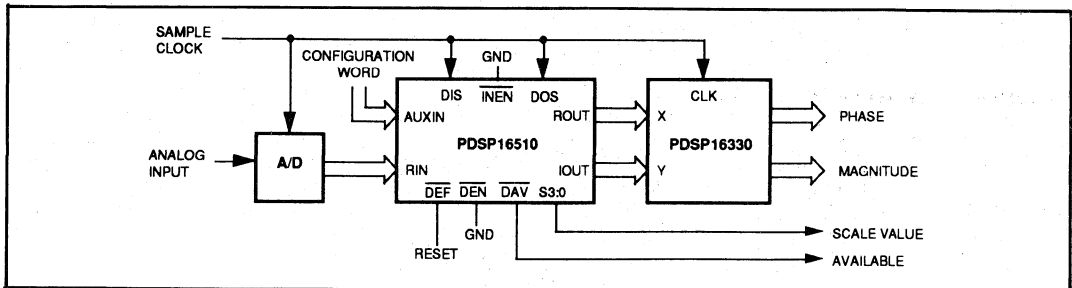 SAMPLE
CLOCK
CONFIGURATION
WORD
GND
DIS
INEN
DOS
CLK
AUXIN
ROUT
X
PHASE
PDSP16510
PDSP16330
ANALOG
INPUT
A/D
RIN
IOUT
Y
MAGNITUDE
DEF
DEN
DAV
S3:0
GND
RESET
SCALE VALUE
AVAILABLE